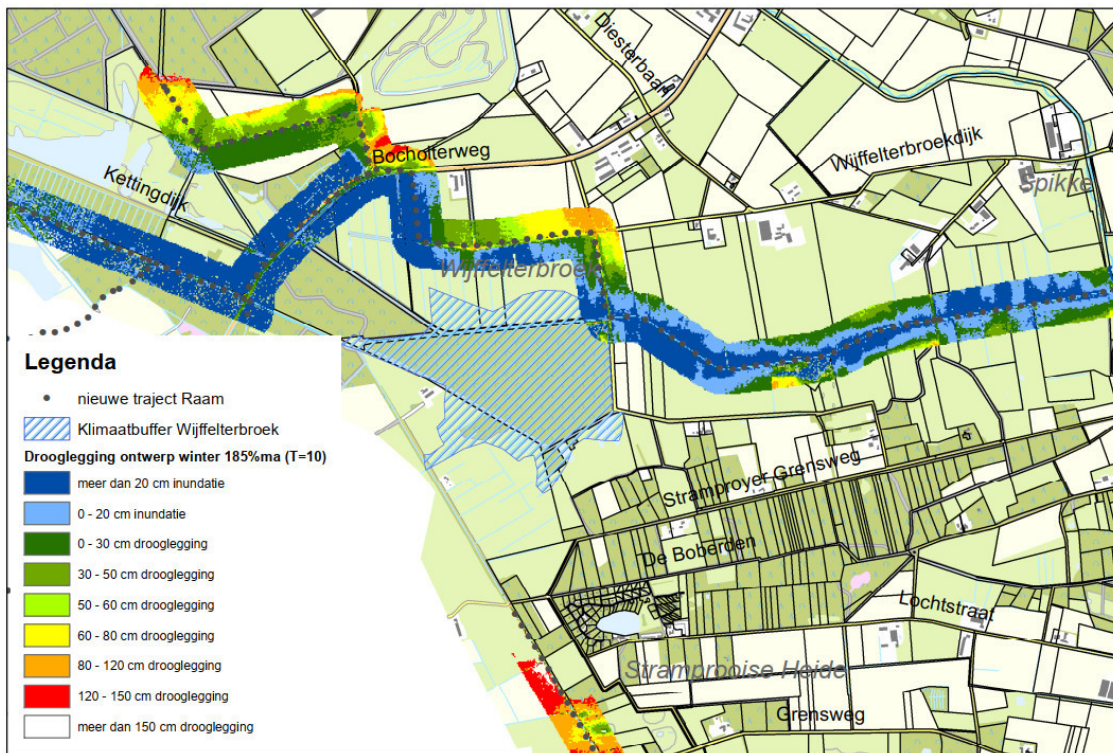 Diesterbaan
Bocholterweg
Wijffelterbroekdijk
Spikke
Kettingdijk
Wijffelterbroek
Legenda
nieuwe traject Raam
Klimaatbuffer Wijffelterbroek
Drooglegging ontwerp winter 185%ma (T=10)
meer dan 20 cm inundatie
0 - 20 cm inundatie
0 - 30 cm drooglegging
30 - 50 cm drooglegging
50 - 60 cm drooglegging
60 - 80 cm drooglegging
80 - 120 cm drooglegging
120 - 150 cm drooglegging
meer dan 150 cm drooglegging
Stramproyer Grensweg
De Boberden
Lochtstraat
Stramprooise Heide
Grensweg